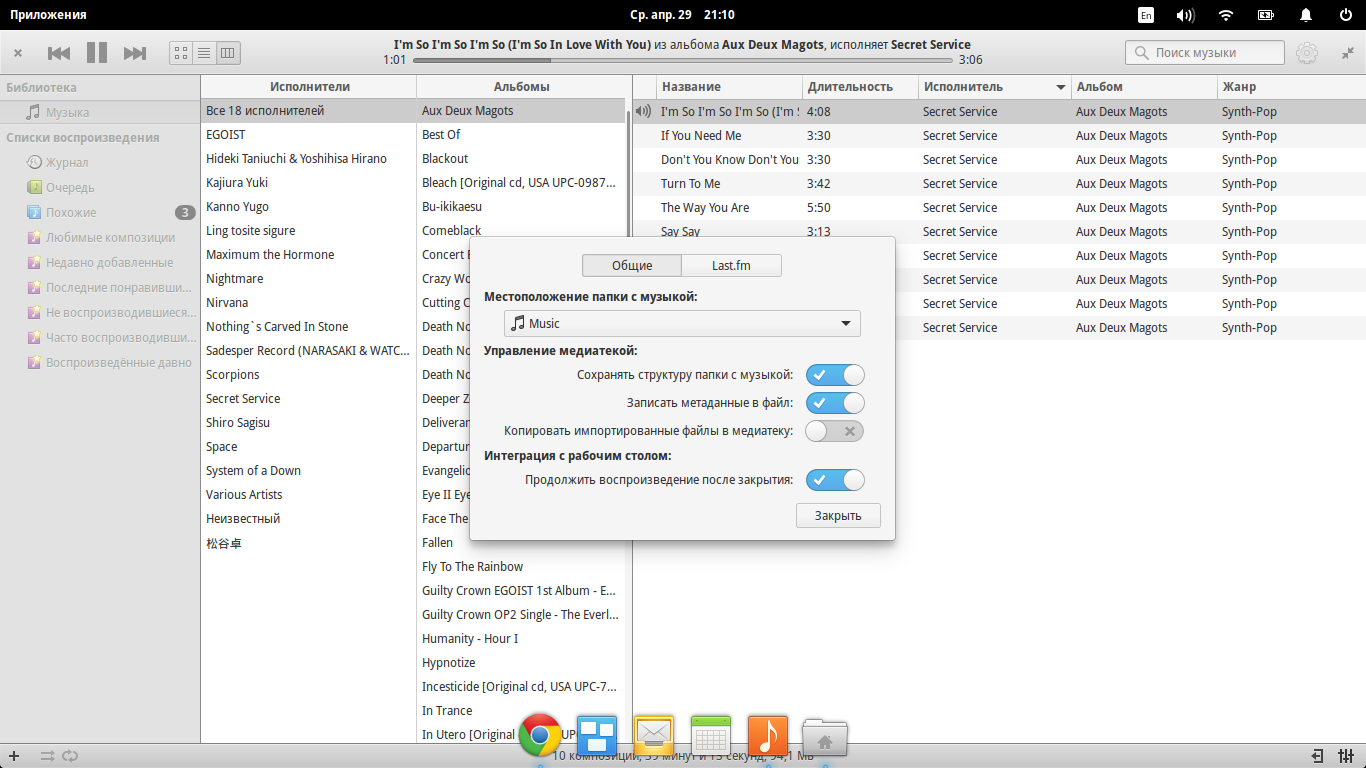 Приложения
Ср. апр. 29 21:10
En
I'm So I'm So I'm So (I'm So In Love With You) из альбома Aux Deux Magots, исполняет Secret Service
1:01 3:06
Поиск музыки
Библиотека
Музыка
Списки воспроизведения
Журнал
Очередь
Похожие 3
Любимые композиции
Недавно добавленные
Последние понравивши...
Не воспроизводившиеся...
Часто воспроизводивши...
Воспроизведённые давно
Исполнители
Все 18 исполнителей
EGOIST
Hideki Taniuchi & Yoshihisa Hirano
Kajiura Yuki
Kanno Yugo
Ling tosite sigure
Maximum the Hormone
Nightmare
Nirvana
Nothing`s Carved In Stone
Sadesper Record (NARASAKI & WATC...
Scorpions
Secret Service
Shiro Sagisu
Space
System of a Down
Various Artists
Неизвестный
松谷卓
Альбомы
Aux Deux Magots
Best Of
Blackout
Bleach [Original cd, USA UPC-0987...
Bu-ikikaesu
Comeblack
Concert
Crazy Wo
Cutting
Death No
Death No
Death No
Deeper Z
Deliveran
Departur
Evangelio
Eye II Eye
Face The
Fallen
Fly To The Rainbow
Guilty Crown EGOIST 1st Album - E...
Guilty Crown OP2 Single - The Everl...
Humanity - Hour I
Hypnotize
Incesticide [Original cd, USA UPC-7...
In Trance
In Utero [Original cd, USA UPC-
Название Длительность Исполнитель Альбом Жанр
I'm So I'm So I'm So (I'm S 4:08 Secret Service Aux Deux Magots Synth-Pop
If You Need Me 3:30 Secret Service Aux Deux Magots Synth-Pop
Don't You Know Don't You 3:30 Secret Service Aux Deux Magots Synth-Pop
Turn To Me 3:42 Secret Service Aux Deux Magots Synth-Pop
The Way You Are 5:50 Secret Service Aux Deux Magots Synth-Pop
Say Say 3:13 Secret Service Aux Deux Magots Synth-Pop
Secret Service Aux Deux Magots Synth-Pop
Secret Service Aux Deux Magots Synth-Pop
Secret Service Aux Deux Magots Synth-Pop
Secret Service Aux Deux Magots Synth-Pop
Общие Last.fm
Местоположение папки с музыкой:
Music
Управление медиатекой:
Сохранять структуру папки с музыкой:
Записать метаданные в файл:
Копировать импортированные файлы в медиатеку:
Интеграция с рабочим столом:
Продолжить воспроизведение после закрытия:
Закрыть
10 композиций, 39 минут и 13 секунд, 94,1 МБ